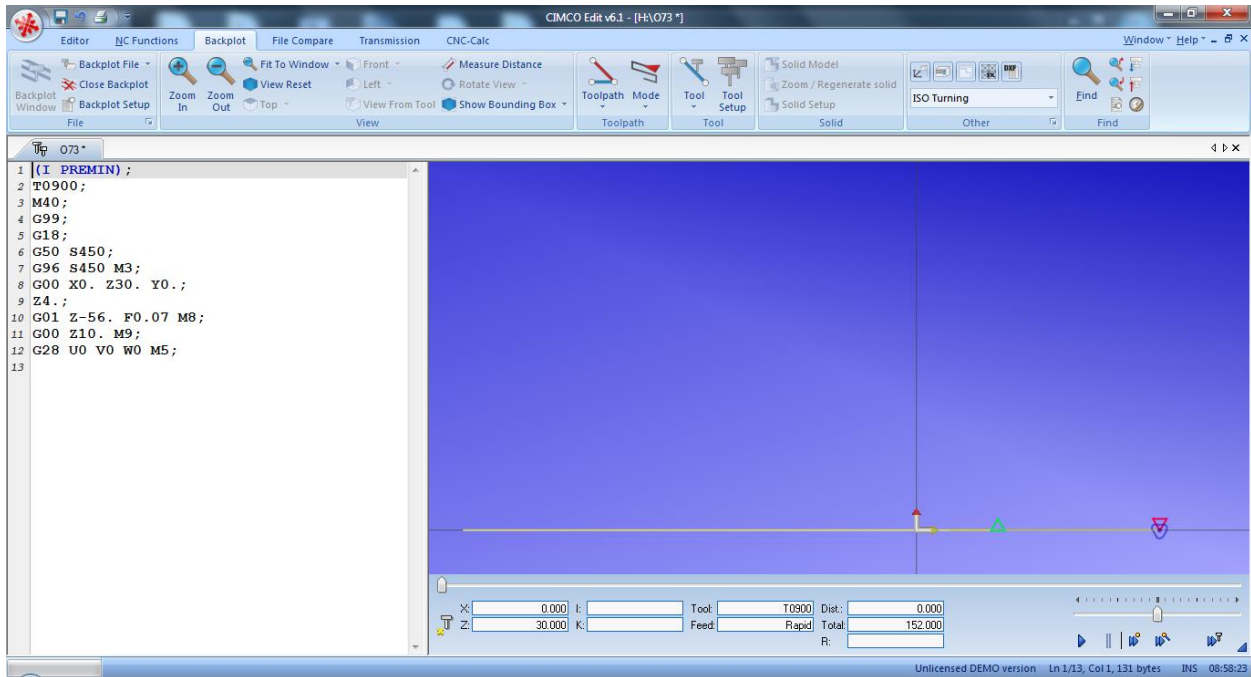 CIMCO Edit v6.1 - [H:\O73 *]
Editor NC Functions Backplot File Compare Transmission CNC-Calc Window Help
Backplot Window
Backplot File
Close Backplot
Backplot Setup
File
Zoom In
Zoom Out
Fit To Window
View Reset
Top
Front
Left
View From Tool
Measure Distance
Rotate View
Show Bounding Box
View
Toolpath
Mode
Toolpath
Tool
Tool Setup
Tool
Solid Model
Zoom / Regenerate solid
Solid Setup
Solid
DXF
ISO Turning
Other
Find
Find
O73*
1 (I PREMIN);
2 T0900;
3 M40;
4 G99;
5 G18;
6 G50 S450;
7 G96 S450 M3;
8 G00 X0. Z30. Y0.;
9 Z4.;
10 G01 Z-56. F0.07 M8;
11 G00 Z10. M9;
12 G28 U0 V0 W0 M5;
13
X: 0.000 I: Tool: T0900 Dist.: 0.000
Z: 30.000 K: Feed: Rapid Total: 152.000
R:
Unlicensed DEMO version Ln 1/13, Col 1, 131 bytes INS 08:58:23